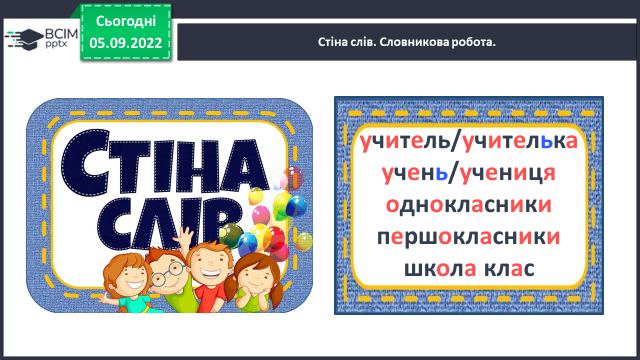 Сьогодні
05.09.2022
ВСІМ
pptx
Стіна слів. Словникова робота.
СТІНА
СЛІВ
учитель/учителька
учень/учениця
однокласники
першокласники
школа клас